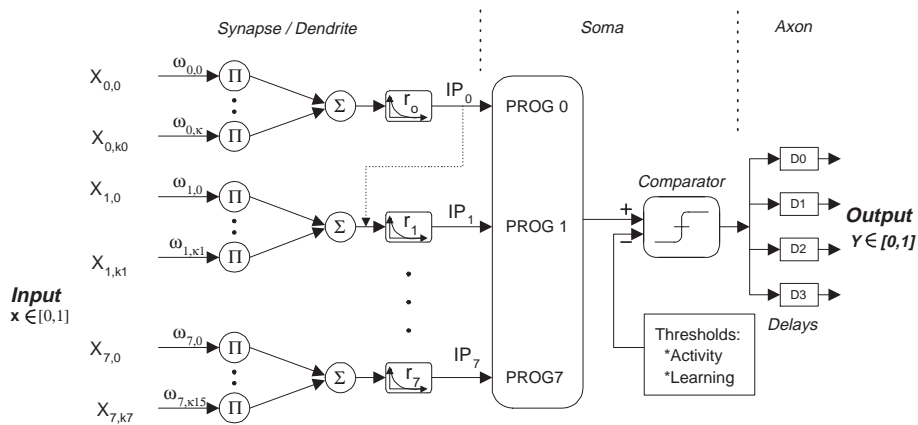 Synapse / Dendrite
Soma
Axon
X0,0
ω0,0
Π
Σ
ro
IP0
PROG 0
X0,k0
ω0,κ
Π
D0
X1,0
ω1,0
Π
Comparator
D1
Σ
r1
IP1
PROG 1
+
−
Output
Y ∈ [0,1]
X1,k1
ω1,κ1
Π
D2
Input
x ∈ [0,1]
D3
Delays
Thresholds:
*Activity
*Learning
X7,0
ω7,0
Π
Σ
r7
IP7
PROG7
X7,k7
ω7,κ15
Π